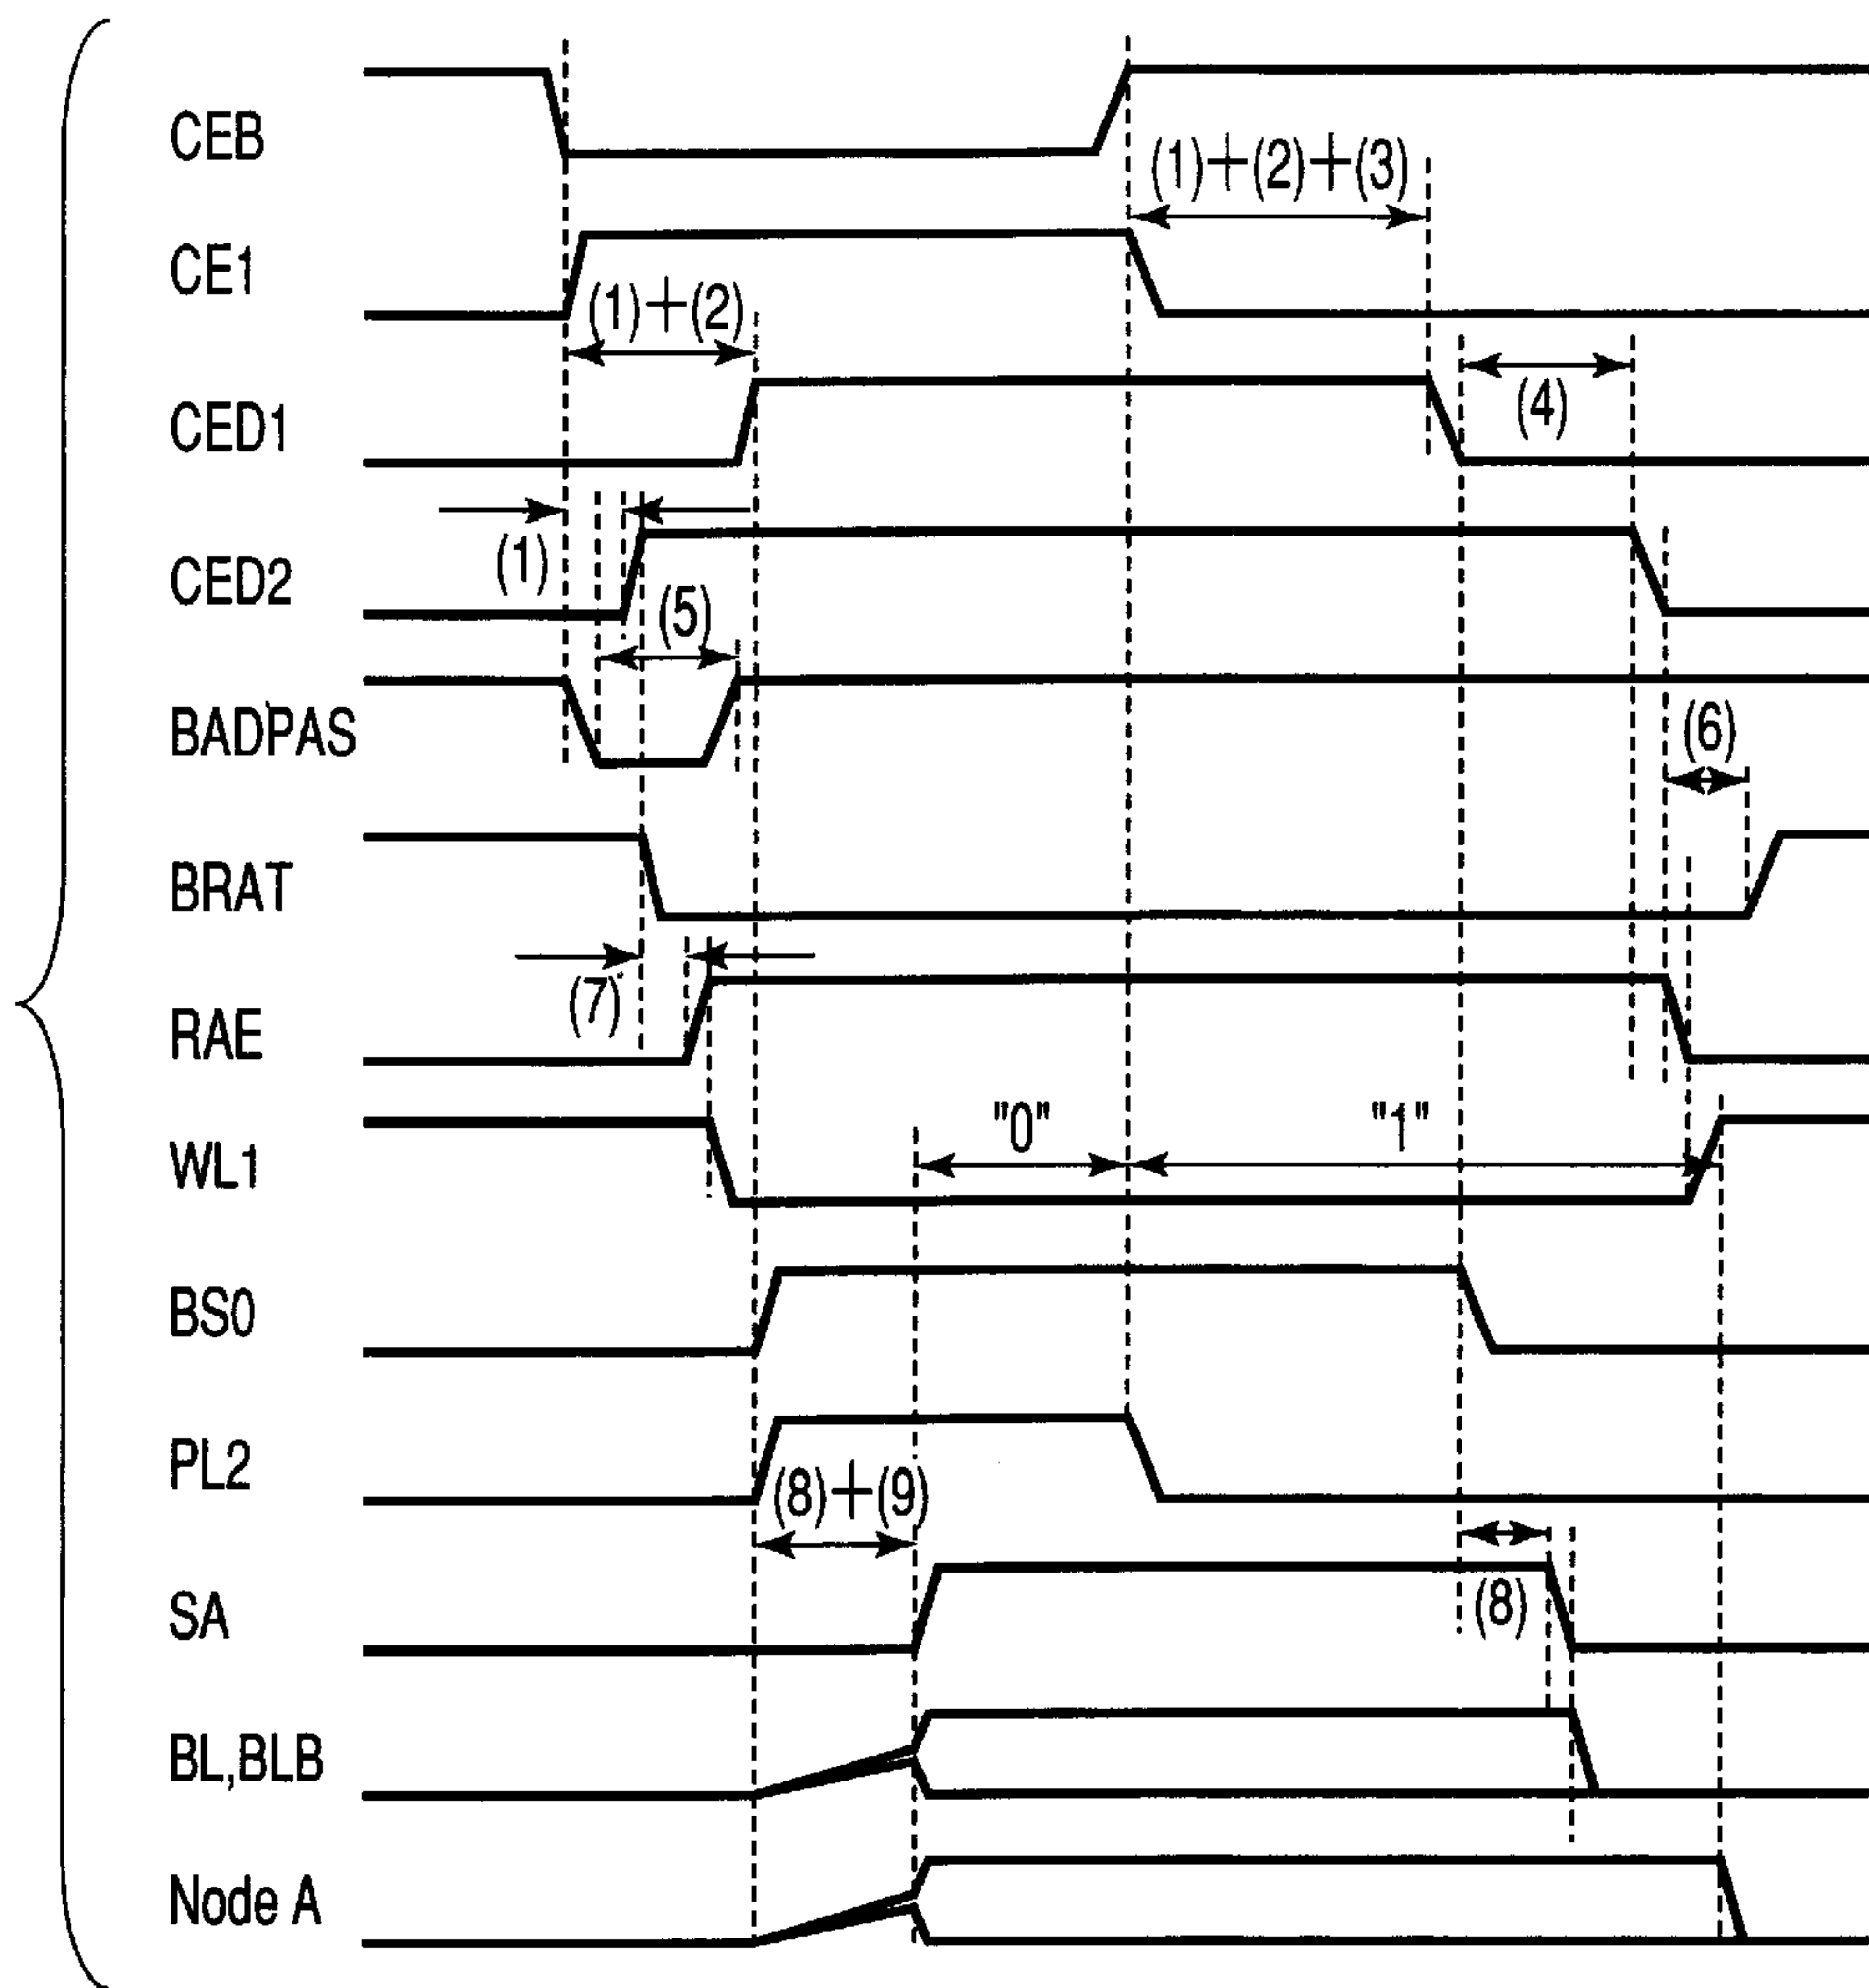 CEB
(1)+(2)+(3)
CE1
(1)+(2)
CED1
(4)
CED2
(1)
(5)
BADPAS
(6)
BRAT
(7)
RAE
"0"
"1"
WL1
BS0
PL2
(8)+(9)
SA
(8)
BL,BLB
Node A